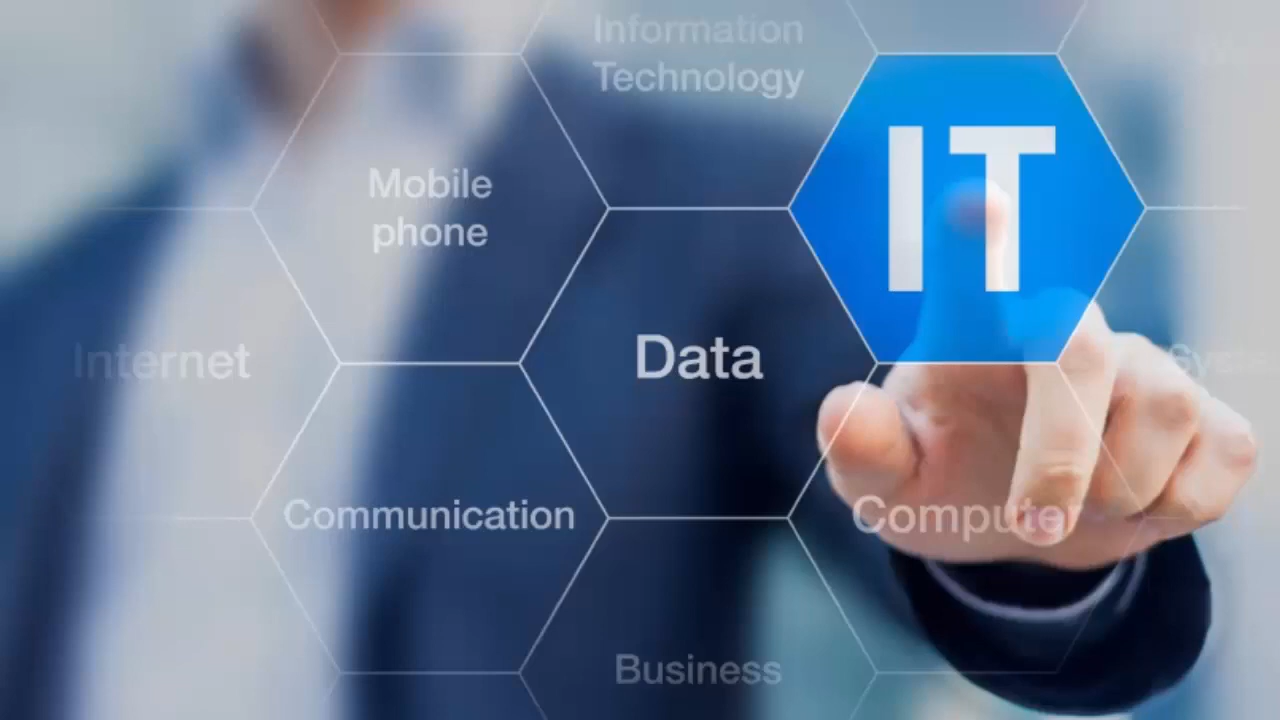 Information
Technology
IT
Mobile
phone
Internet
Data
Communication
Computer
Business